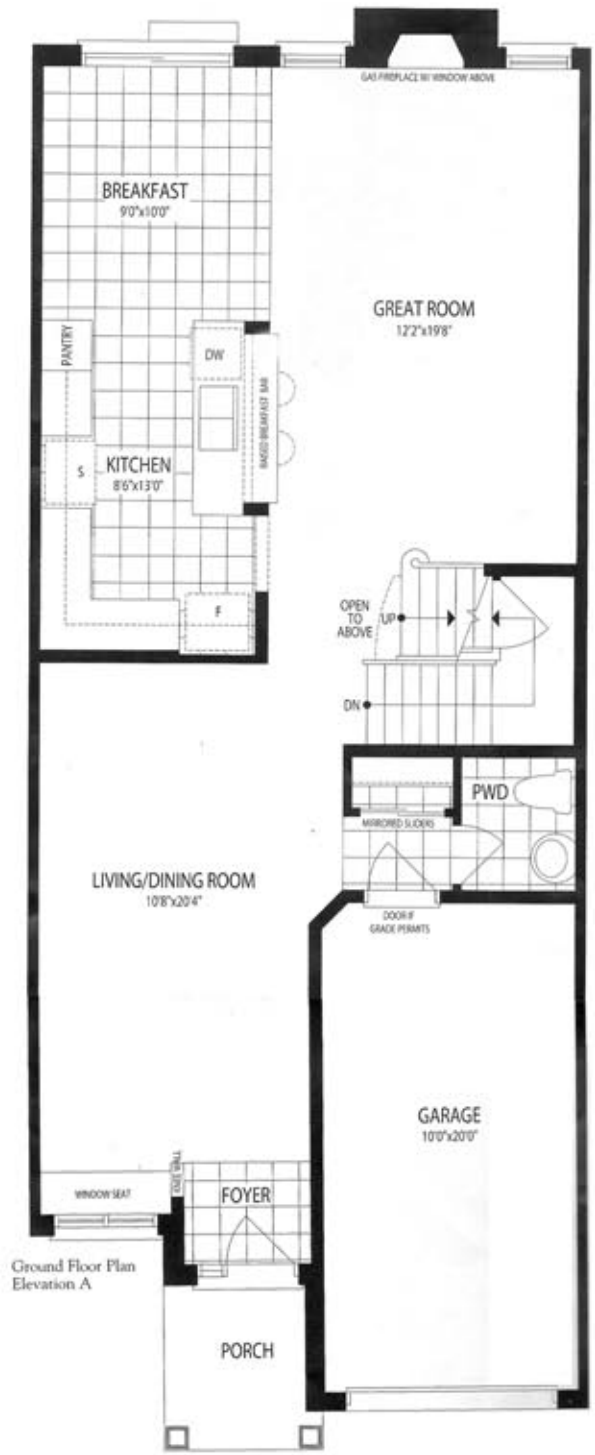 GAS FIREPLACE W/ WINDOW ABOVE
BREAKFAST
9'0"x10'0"
GREAT ROOM
12'2"x19'8"
PANTRY
DW
RAISED BREAKFAST BAR
S
KITCHEN
8'6"x13'0"
F
OPEN
TO
ABOVE
UP
DN
PWD
MIRRORED SLIDERS
LIVING/DINING ROOM
10'8"x20'4"
DOOR IF
GRADE PERMITS
GARAGE
10'0"x20'0"
WINDOW SEAT
FOYER
Ground Floor Plan
Elevation A
PORCH